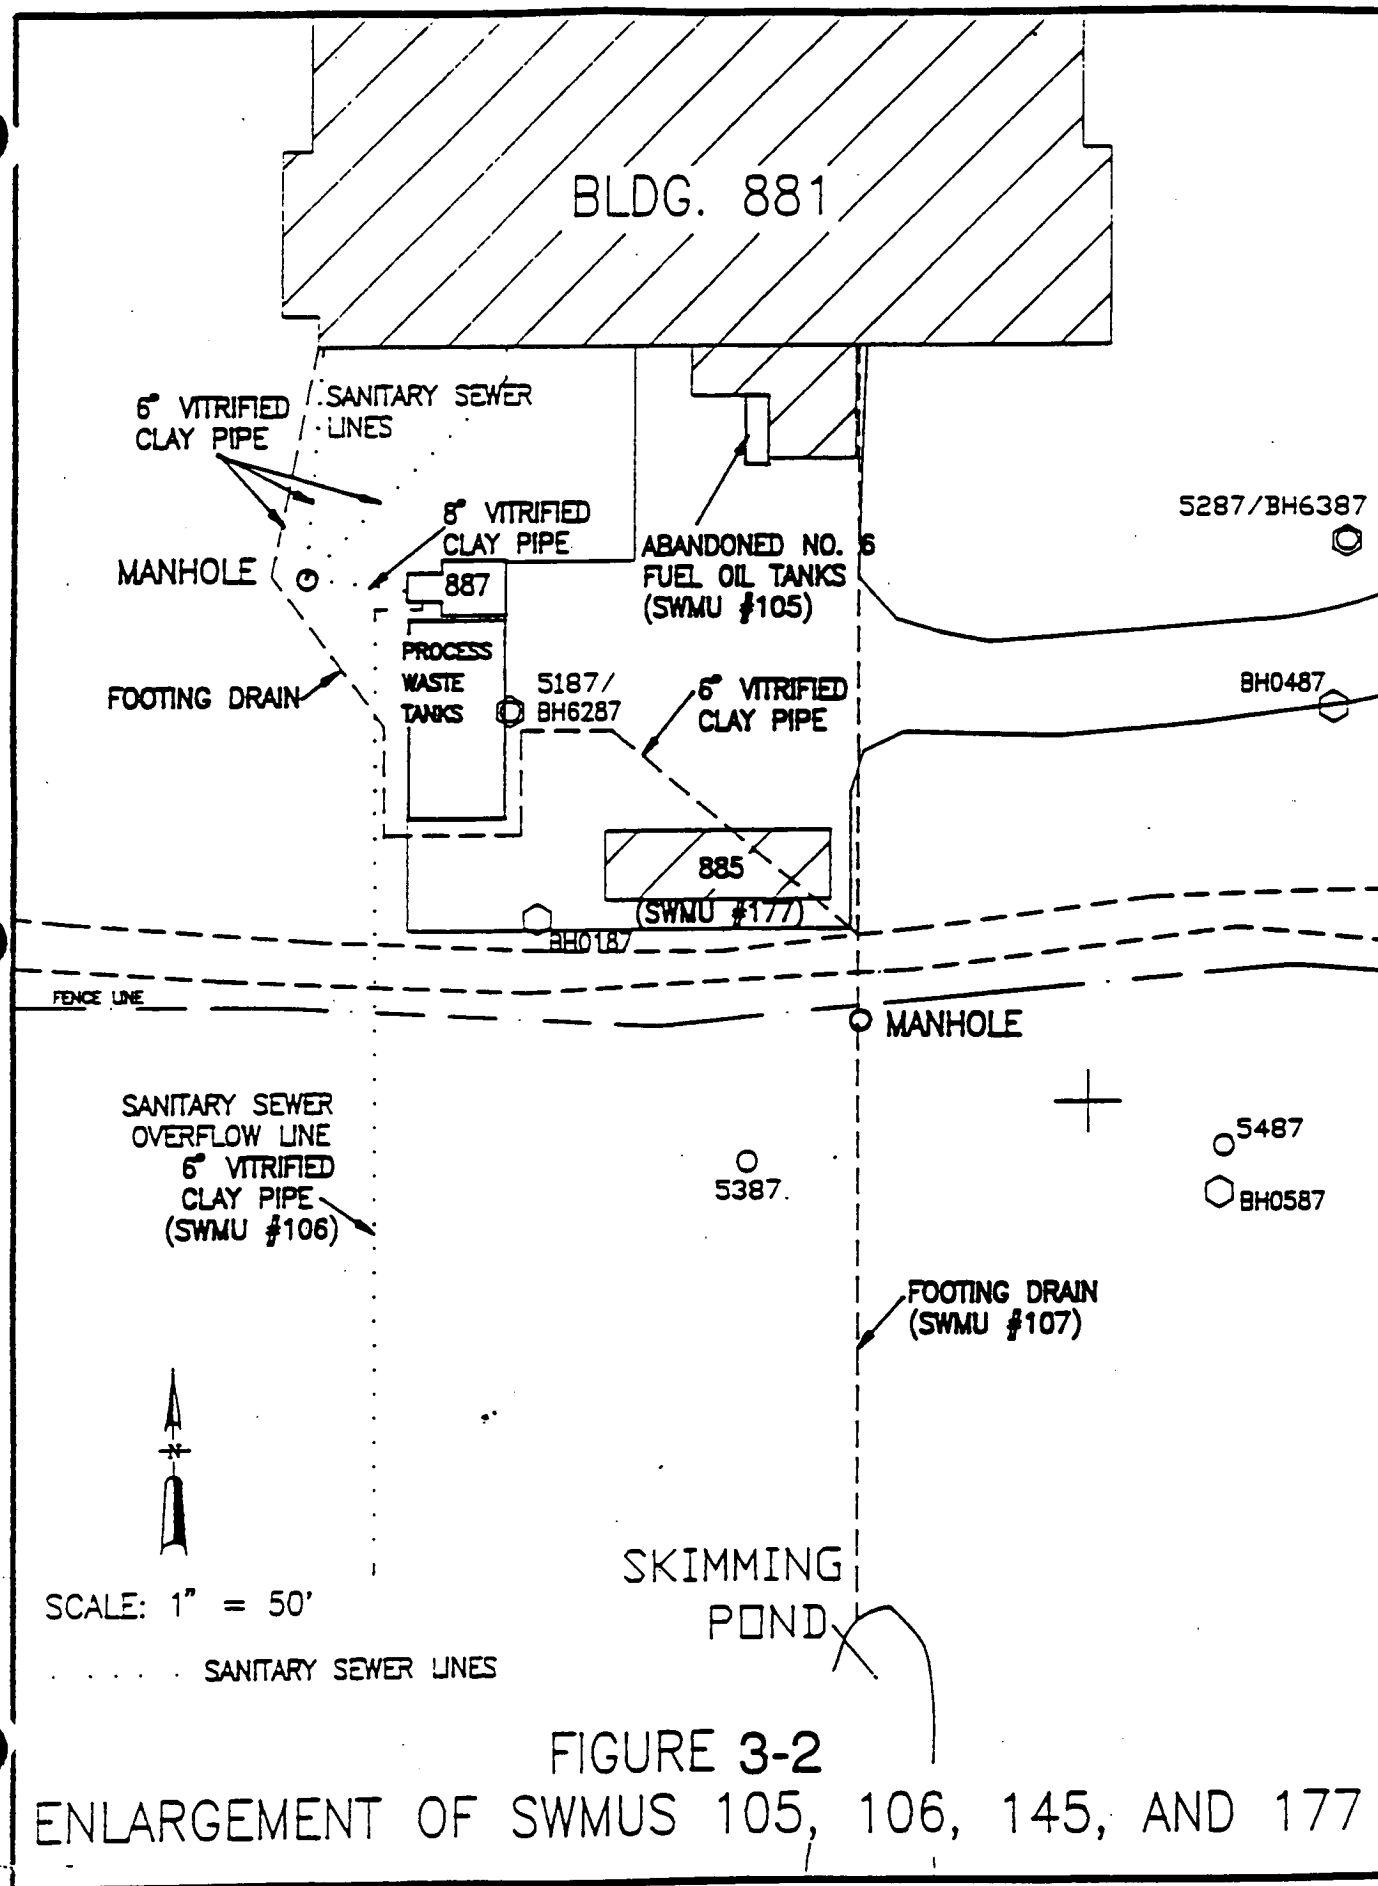 BLDG. 881
6" VITRIFIED
CLAY PIPE
SANITARY SEWER
LINES
8" VITRIFIED
CLAY PIPE
5287/BH6387
ABANDONED NO. 6
FUEL OIL TANKS
(SWMU #105)
MANHOLE
887
PROCESS
WASTE
TANKS
FOOTING DRAIN
5187/
BH6287
6" VITRIFIED
CLAY PIPE
BH0487
885
(SWMU #177)
BH0187
FENCE LINE
MANHOLE
SANITARY SEWER
OVERFLOW LINE
6" VITRIFIED
CLAY PIPE
(SWMU #106)
5387
5487
BH0587
FOOTING DRAIN
(SWMU #107)
N
SKIMMING
POND
SCALE: 1" = 50'
SANITARY SEWER LINES
FIGURE 3-2
ENLARGEMENT OF SWMUS 105, 106, 145, AND 177